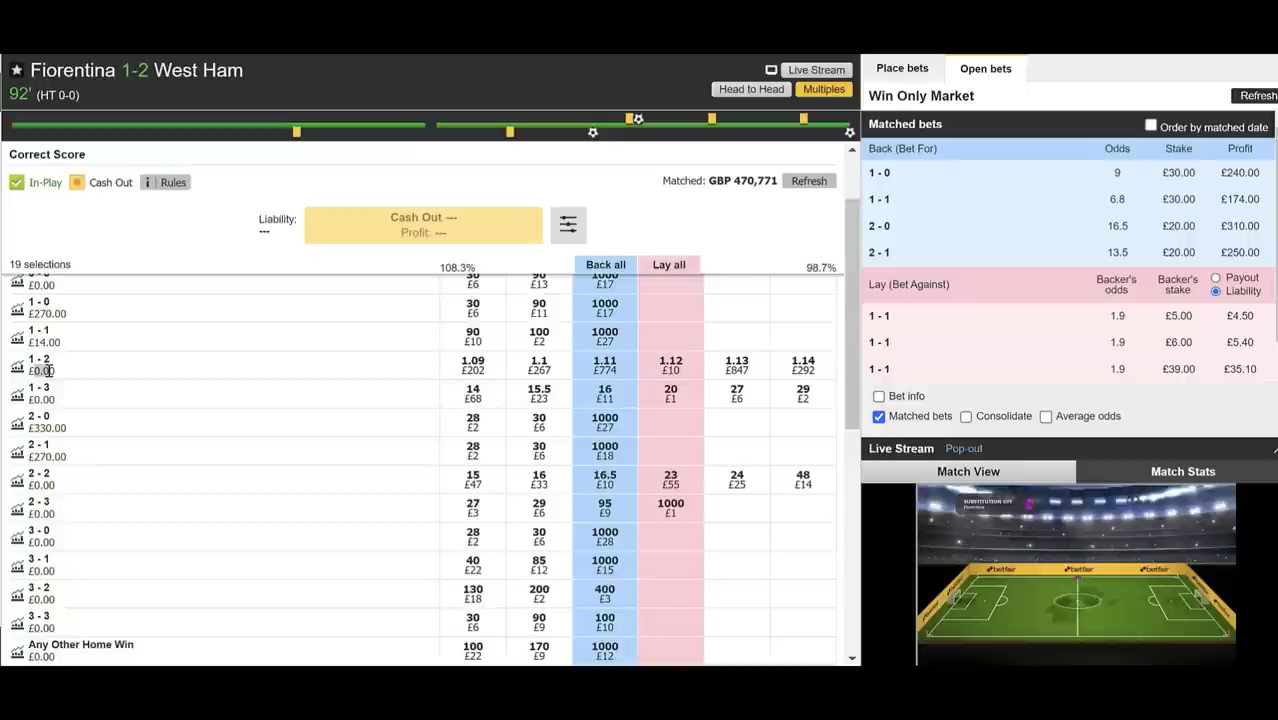 Fiorentina 1-2 West Ham
92' (HT 0-0)
Live Stream
Head to Head
Multiples
Correct Score
In-Play
Cash Out
i Rules
Matched: GBP 470,771
Refresh
Liability:
---
Cash Out ---
Profit: ---
19 selections
108.3%
Back all
Lay all
98.7%
£0.00
30 90 1000
£6 £13 £17
1 - 0
£270.00
30 90 1000
£6 £11 £17
1 - 1
£14.00
90 100 1000
£10 £2 £27
1 - 2
£0.00
1.09 1.1 1.11 1.12 1.13 1.14
£202 £267 £774 £10 £847 £292
1 - 3
£0.00
14 15.5 16 20 27 29
£68 £23 £11 £1 £6 £2
2 - 0
£330.00
28 30 1000
£2 £6 £27
2 - 1
£270.00
28 30 1000
£2 £6 £18
2 - 2
£0.00
15 16 16.5 23 24 48
£47 £33 £10 £55 £25 £14
2 - 3
£0.00
27 29 95 1000
£3 £6 £9 £1
3 - 0
£0.00
28 30 1000
£2 £6 £28
3 - 1
£0.00
40 85 1000
£22 £12 £15
3 - 2
£0.00
130 200 400
£18 £2 £3
3 - 3
£0.00
30 90 100
£6 £9 £10
Any Other Home Win
£0.00
100 170 1000
£22 £9 £12
Place bets
Open bets
Win Only Market
Refresh
Matched bets
Order by matched date
Back (Bet For) Odds Stake Profit
1 - 0 9 £30.00 £240.00
1 - 1 6.8 £30.00 £174.00
2 - 0 16.5 £20.00 £310.00
2 - 1 13.5 £20.00 £250.00
Lay (Bet Against)
Backer's odds
Backer's stake
Payout
Liability
1 - 1 1.9 £5.00 £4.50
1 - 1 1.9 £6.00 £5.40
1 - 1 1.9 £39.00 £35.10
Bet info
Matched bets
Consolidate
Average odds
Live Stream
Pop-out
Match View
Match Stats
SUBSTITUTION OFF
betfair
betfair
betfair